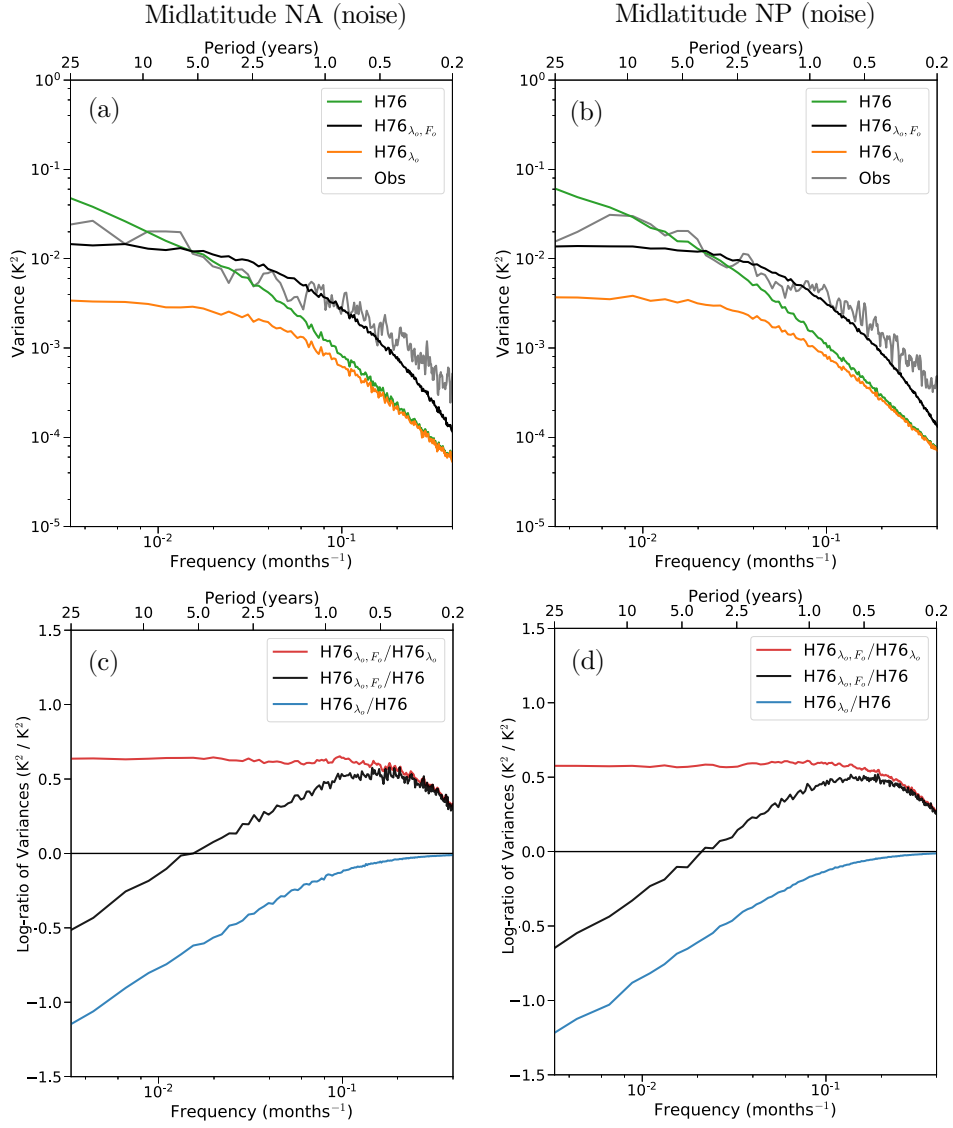 Midlatitude NA (noise)
Midlatitude NP (noise)
Period (years)
25 10 5.0 2.5 1.0 0.5 0.2
(a)
H76
H76λₒ,Fₒ
H76λₒ
Obs
Variance (K²)
10⁰
10⁻¹
10⁻²
10⁻³
10⁻⁴
10⁻⁵
10⁻² 10⁻¹
Frequency (months⁻¹)
Period (years)
25 10 5.0 2.5 1.0 0.5 0.2
(b)
H76
H76λₒ,Fₒ
H76λₒ
Obs
Variance (K²)
10⁰
10⁻¹
10⁻²
10⁻³
10⁻⁴
10⁻⁵
10⁻² 10⁻¹
Frequency (months⁻¹)
Period (years)
25 10 5.0 2.5 1.0 0.5 0.2
(c)
H76λₒ,Fₒ/H76λₒ
H76λₒ,Fₒ/H76
H76λₒ/H76
Log-ratio of Variances (K² / K²)
1.5
1.0
0.5
0.0
−0.5
−1.0
−1.5
10⁻² 10⁻¹
Frequency (months⁻¹)
Period (years)
25 10 5.0 2.5 1.0 0.5 0.2
(d)
H76λₒ,Fₒ/H76λₒ
H76λₒ,Fₒ/H76
H76λₒ/H76
Log-ratio of Variances (K² / K²)
1.5
1.0
0.5
0.0
−0.5
−1.0
−1.5
10⁻² 10⁻¹
Frequency (months⁻¹)